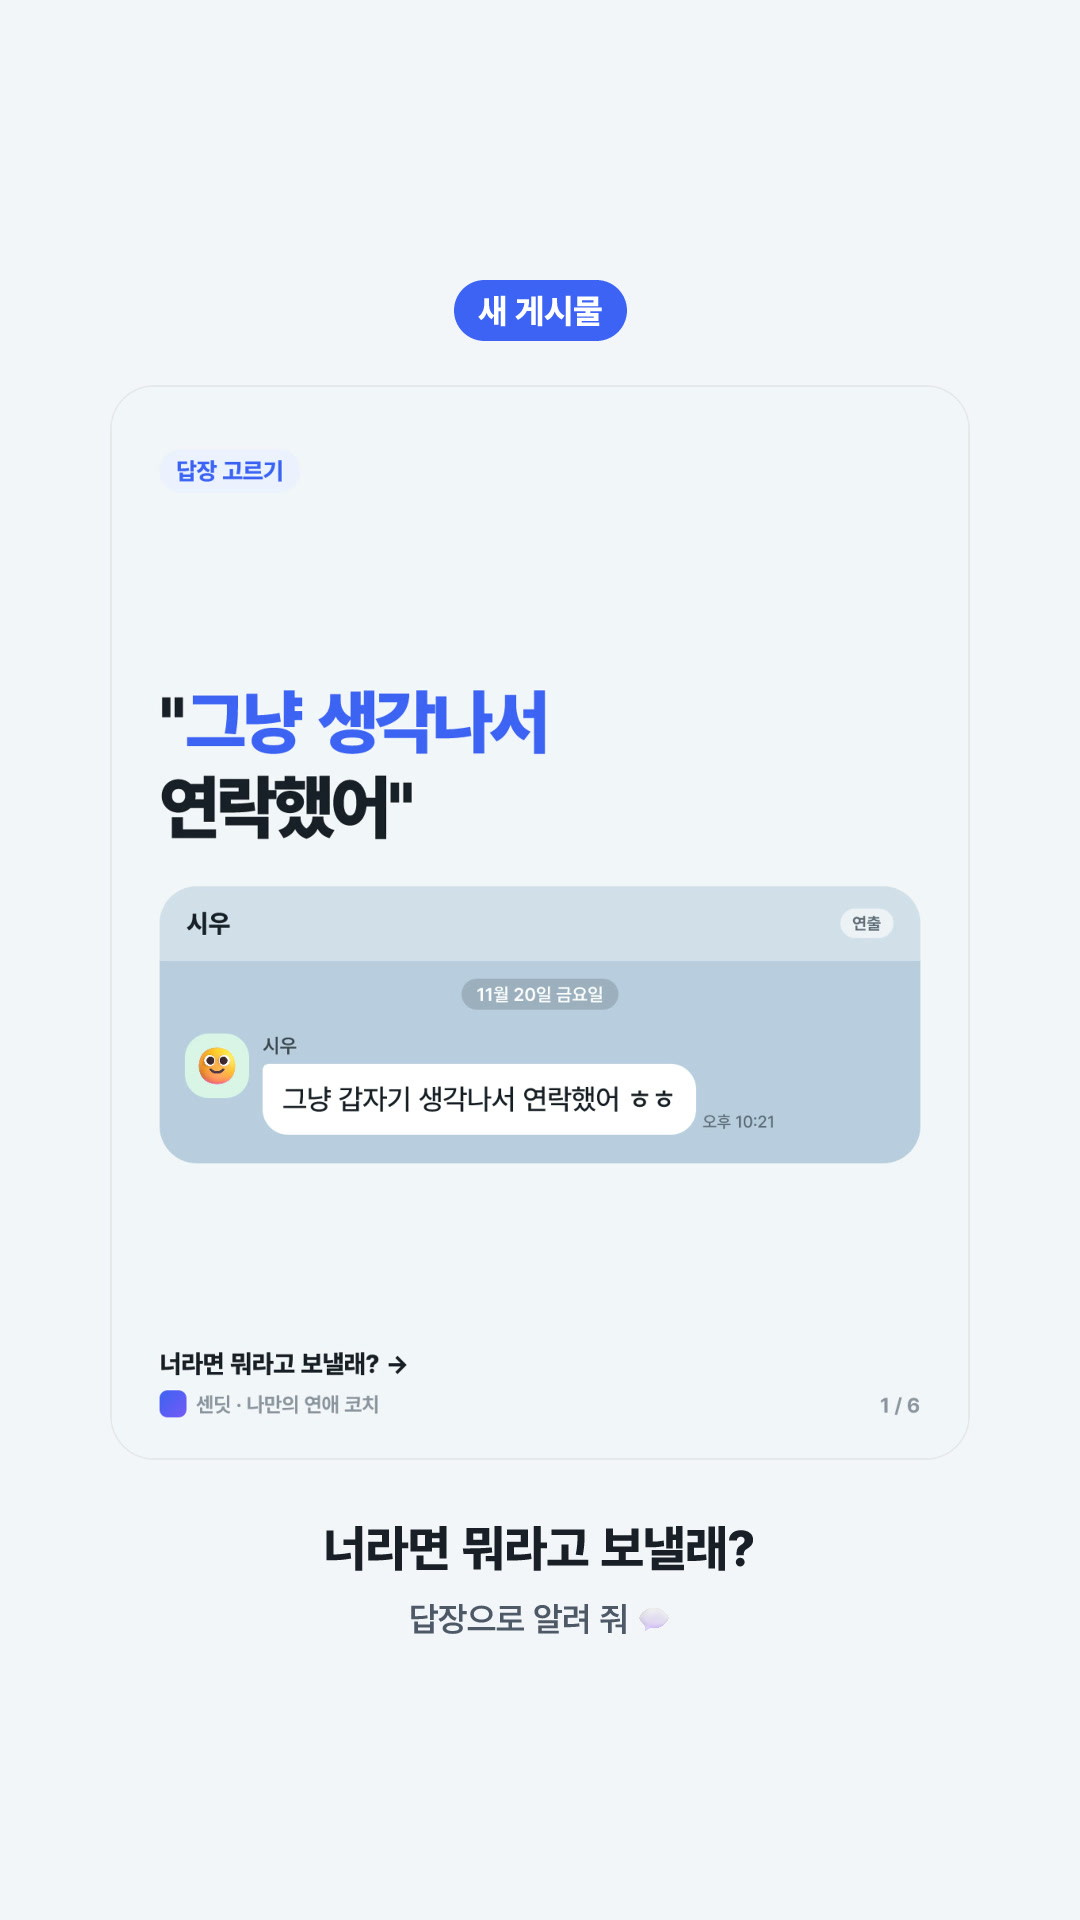 새 게시물
답장 고르기
"그냥 생각나서
연락했어"
시우
연출
11월 20일 금요일
시우
그냥 갑자기 생각나서 연락했어 ㅎㅎ
오후 10:21
너라면 뭐라고 보낼래? →
센딧 · 나만의 연애 코치
1 / 6
너라면 뭐라고 보낼래?
답장으로 알려 줘 💬